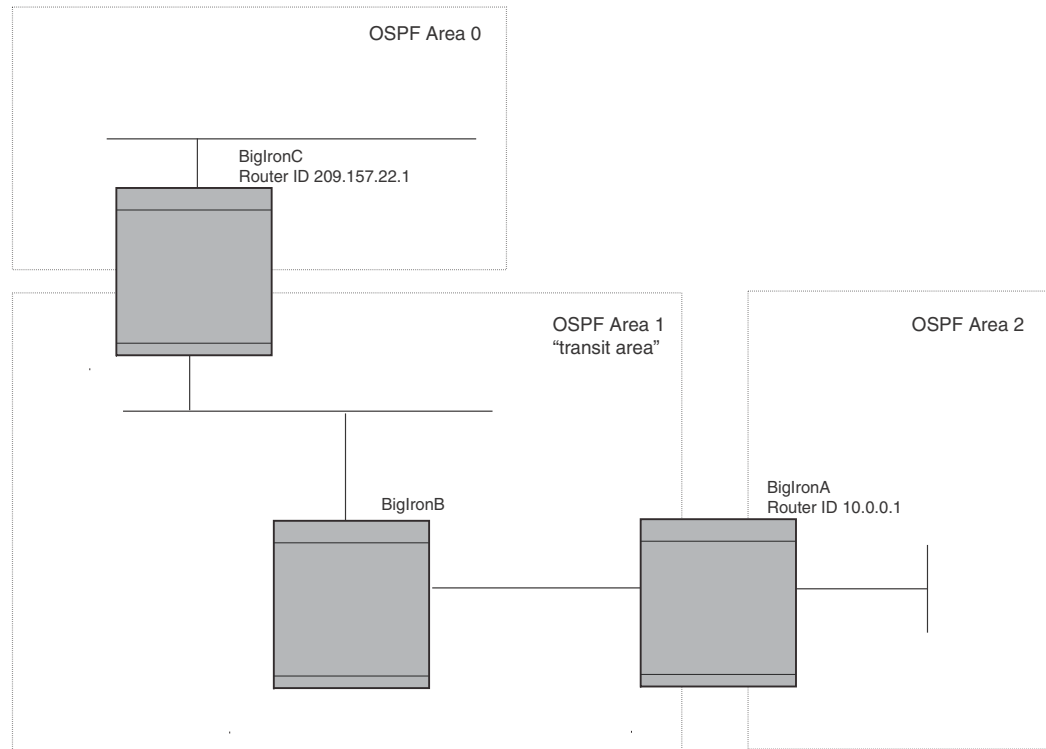 OSPF Area 0
BigIronC
Router ID 209.157.22.1
OSPF Area 1
“transit area”
OSPF Area 2
BigIronB
BigIronA
Router ID 10.0.0.1